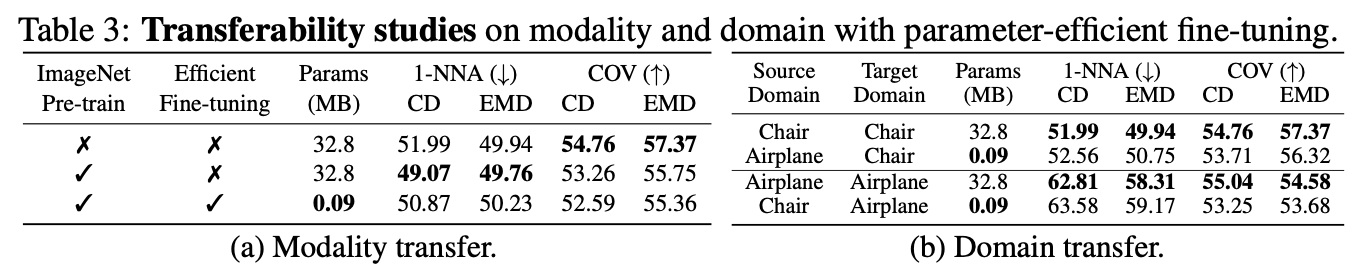 Table 3: Transferability studies on modality and domain with parameter-efficient fine-tuning.
ImageNet Efficient Params 1-NNA (↓) COV (↑)
Pre-train Fine-tuning (MB) CD EMD CD EMD
✗ ✗ 32.8 51.99 49.94 54.76 57.37
✓ ✗ 32.8 49.07 49.76 53.26 55.75
✓ ✓ 0.09 50.87 50.23 52.59 55.36
(a) Modality transfer.
Source Target Params 1-NNA (↓) COV (↑)
Domain Domain (MB) CD EMD CD EMD
Chair Chair 32.8 51.99 49.94 54.76 57.37
Airplane Chair 0.09 52.56 50.75 53.71 56.32
Airplane Airplane 32.8 62.81 58.31 55.04 54.58
Chair Airplane 0.09 63.58 59.17 53.25 53.68
(b) Domain transfer.